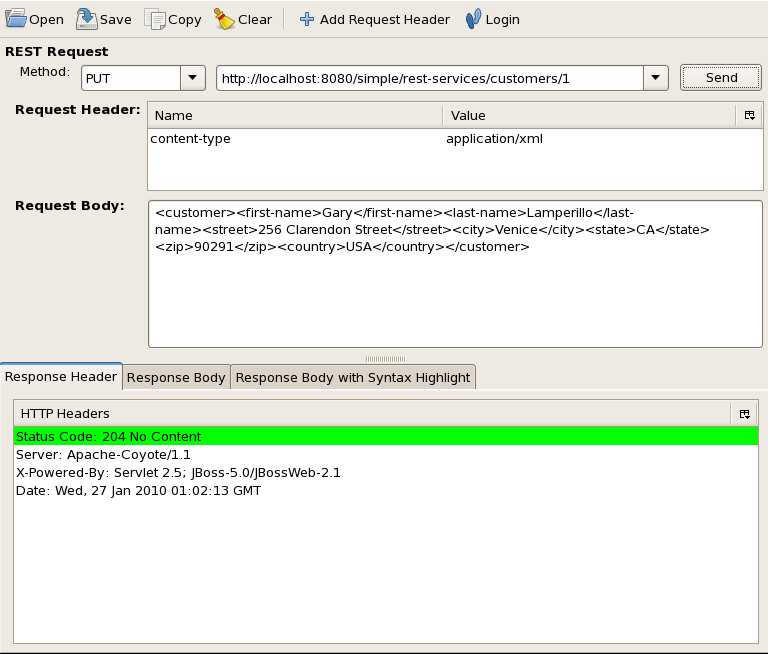 Open Save Copy Clear Add Request Header Login
REST Request
Method: PUT http://localhost:8080/simple/rest-services/customers/1 Send
Request Header: Name Value
content-type application/xml
Request Body:
<customer><first-name>Gary</first-name><last-name>Lamperillo</last-
name><street>256 Clarendon Street</street><city>Venice</city><state>CA</state>
<zip>90291</zip><country>USA</country></customer>
Response Header Response Body Response Body with Syntax Highlight
HTTP Headers
Status Code: 204 No Content
Server: Apache-Coyote/1.1
X-Powered-By: Servlet 2.5; JBoss-5.0/JBossWeb-2.1
Date: Wed, 27 Jan 2010 01:02:13 GMT